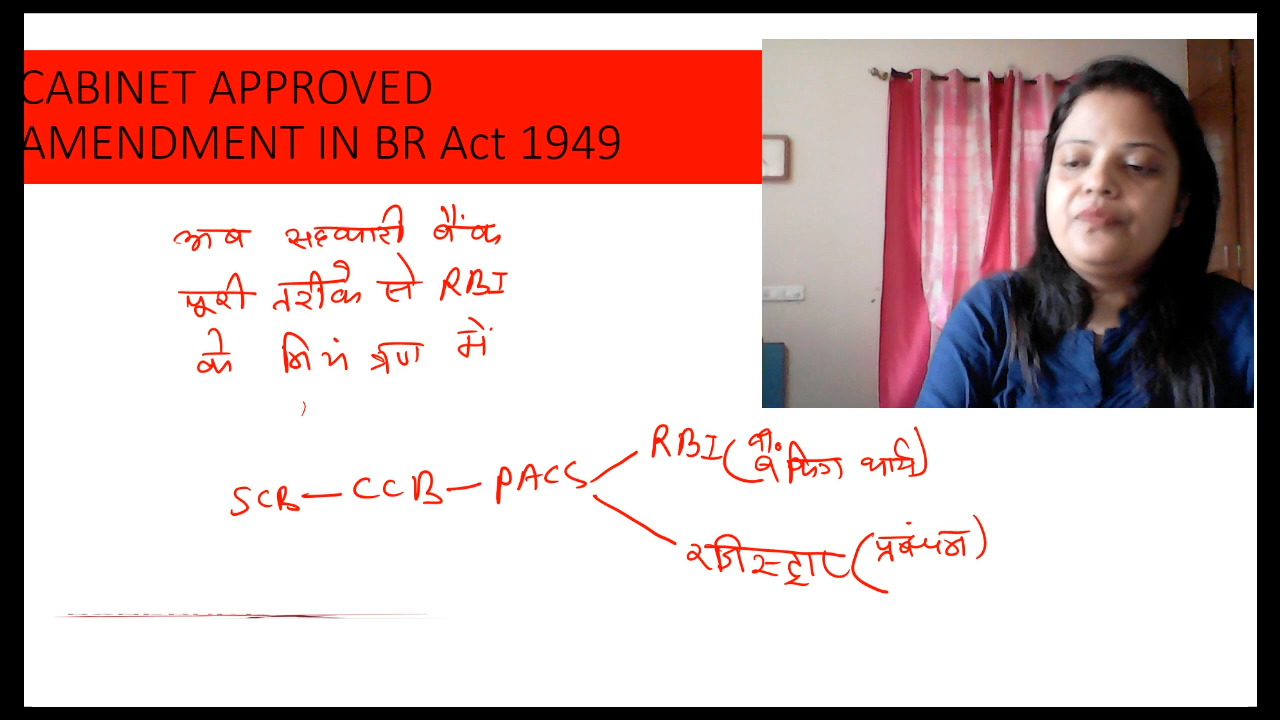 CABINET APPROVED
AMENDMENT IN BR Act 1949
अब सहकारी बैंक
पूरी तरीके से RBI
के नियंत्रण में
SCB — CCB — PACS
RBI (बैंकिंग कार्य)
रजिस्ट्रार (प्रबंधन)